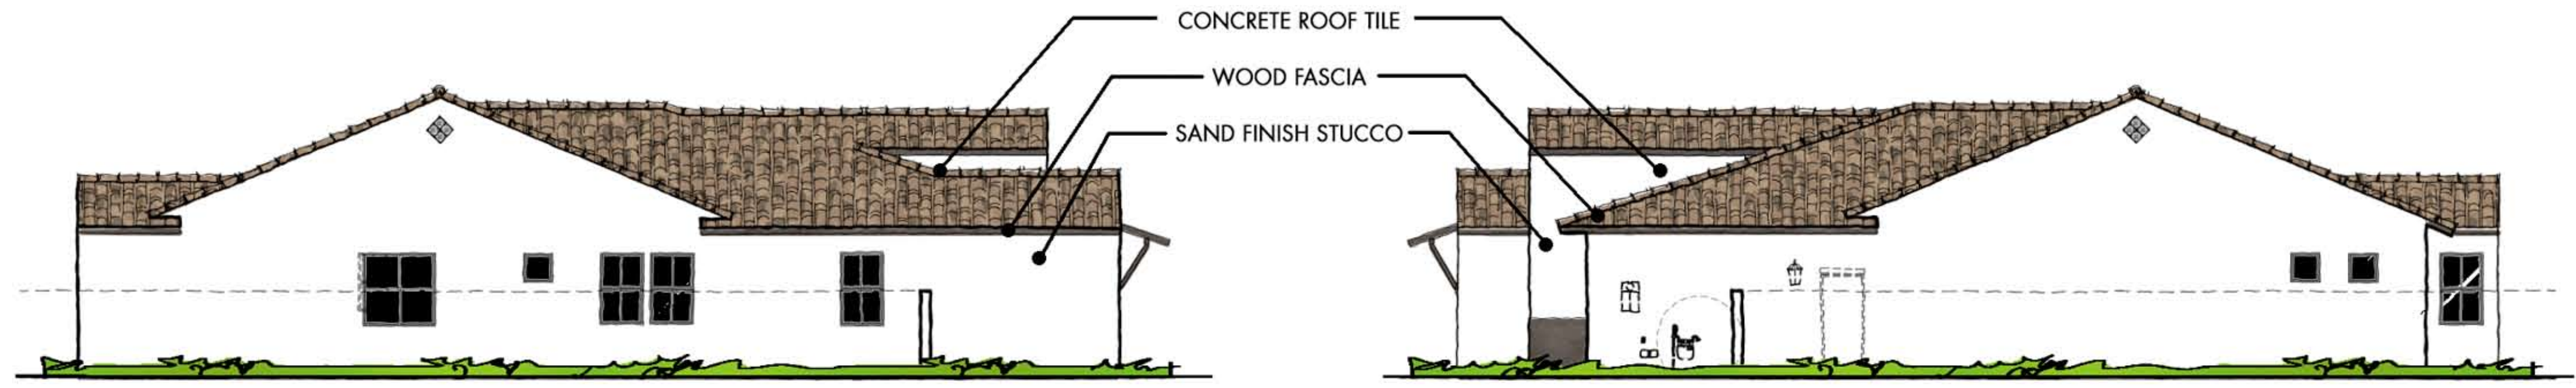 CONCRETE ROOF TILE
WOOD FASCIA
SAND FINISH STUCCO